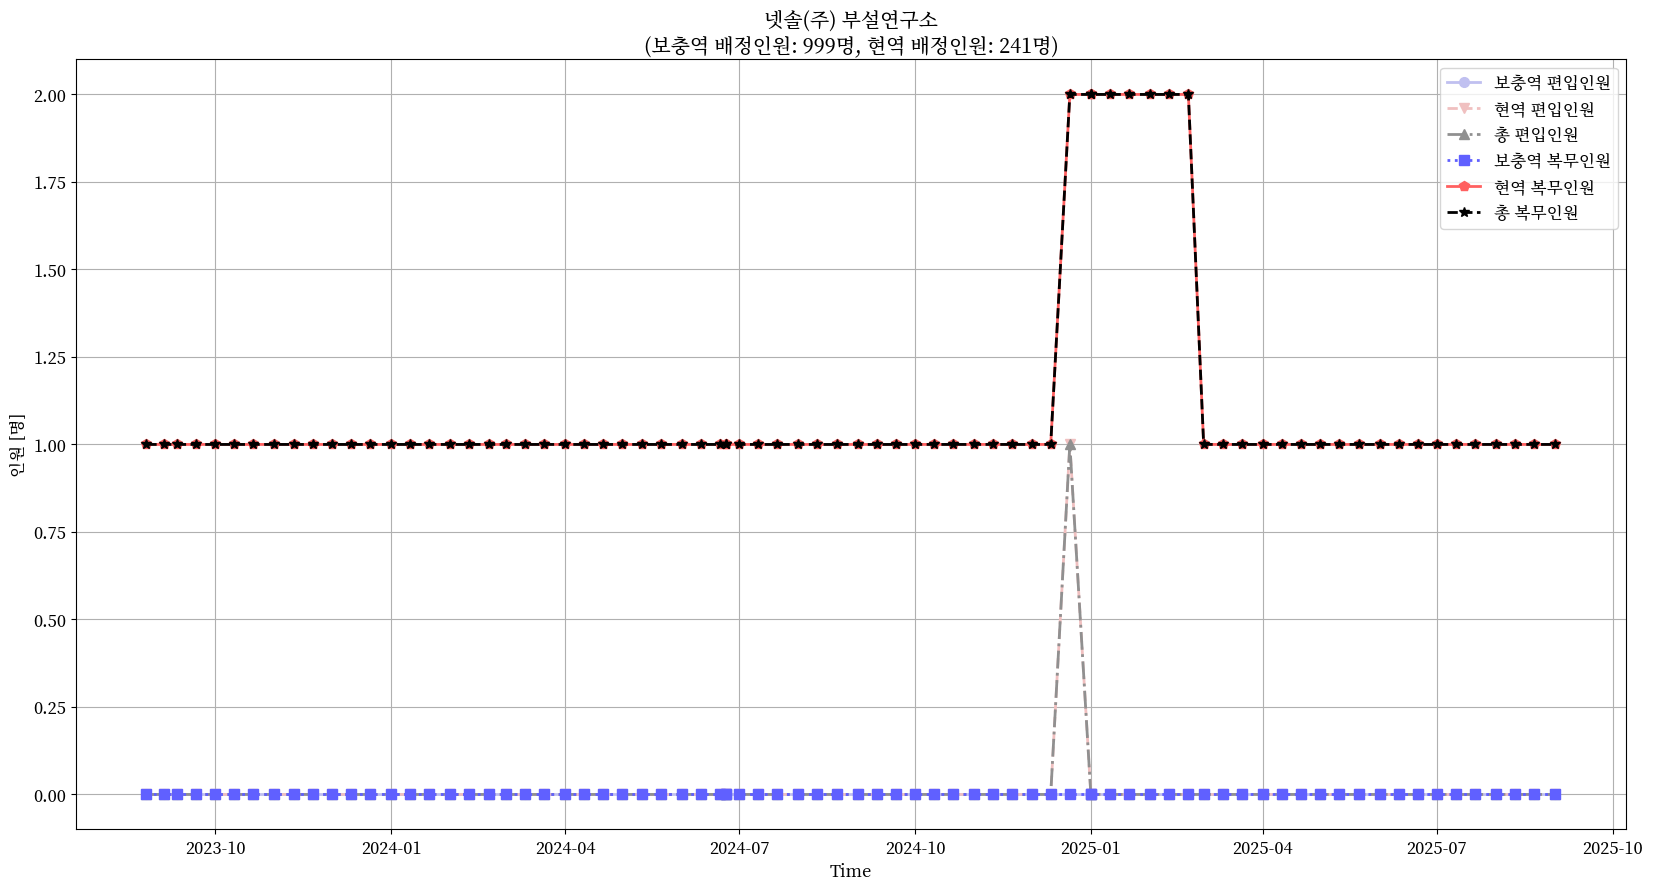 넷솔(주) 부설연구소
(보충역 배정인원: 999명, 현역 배정인원: 241명)
보충역 편입인원
현역 편입인원
총 편입인원
보충역 복무인원
현역 복무인원
총 복무인원
인원 [명]
2.00
1.75
1.50
1.25
1.00
0.75
0.50
0.25
0.00
2023-10
2024-01
2024-04
2024-07
2024-10
2025-01
2025-04
2025-07
2025-10
Time